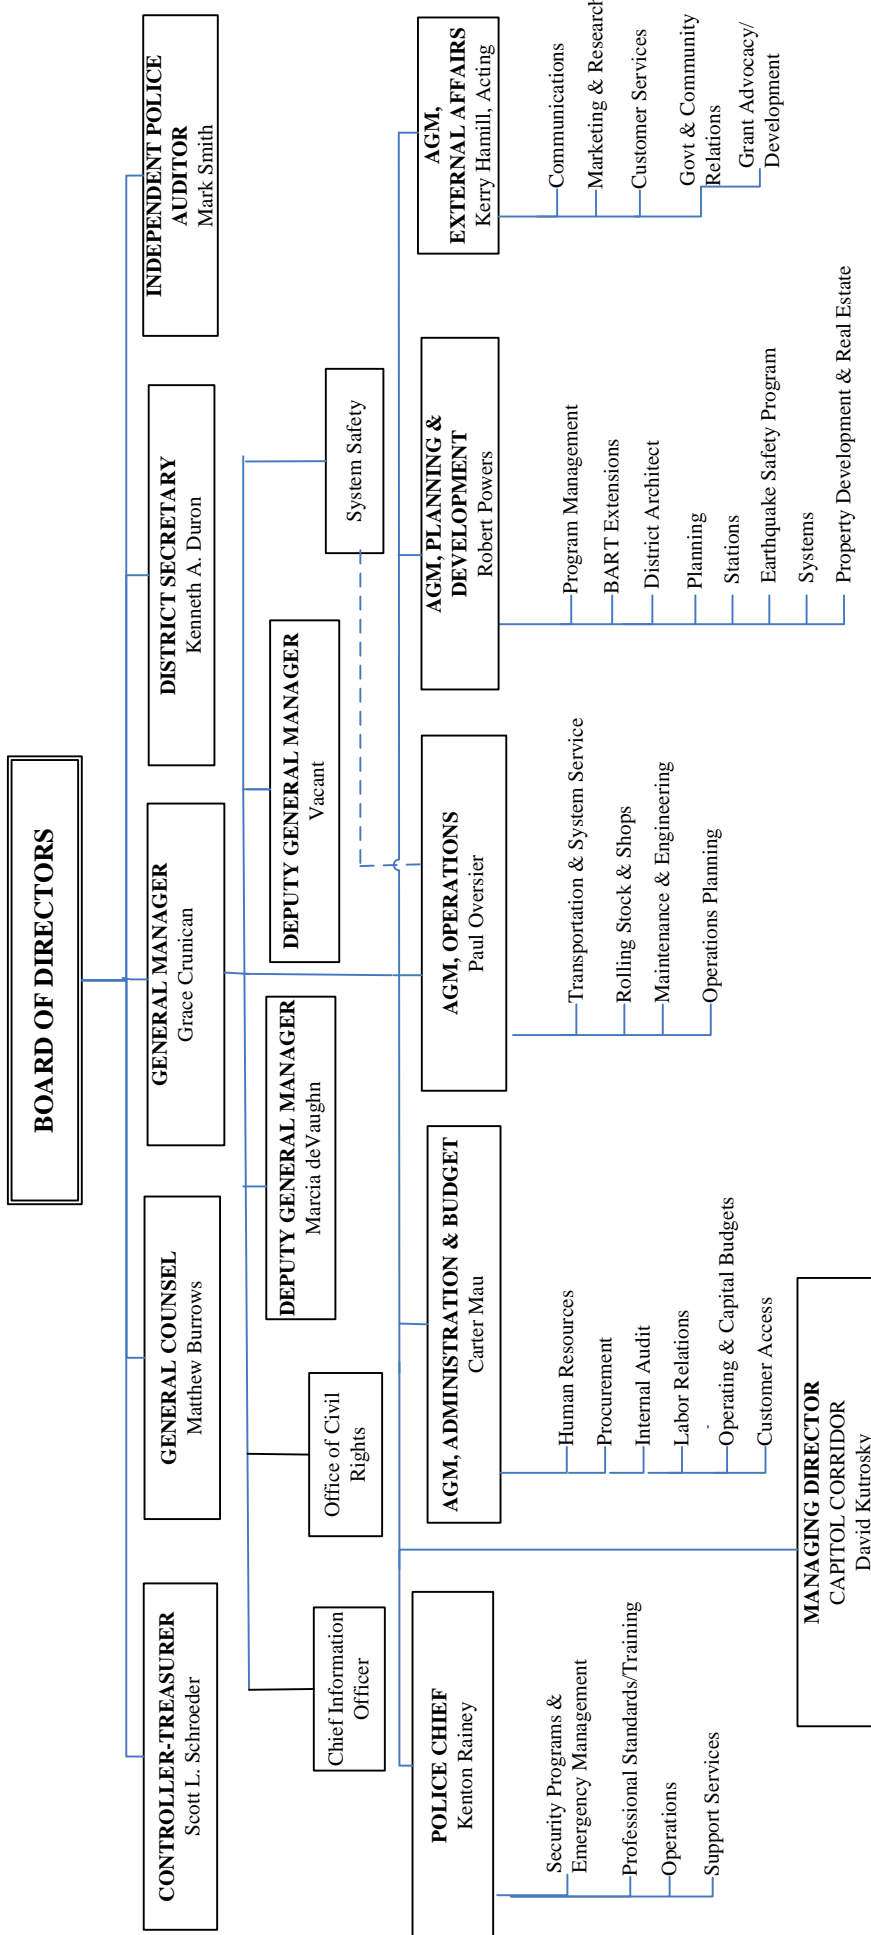 BOARD OF DIRECTORS
CONTROLLER-TREASURER
Scott L. Schroeder
GENERAL COUNSEL
Matthew Burrows
GENERAL MANAGER
Grace Crunican
DISTRICT SECRETARY
Kenneth A. Duron
INDEPENDENT POLICE
AUDITOR
Mark Smith
Chief Information
Officer
Office of Civil
Rights
DEPUTY GENERAL MANAGER
Marcia deVaughn
DEPUTY GENERAL MANAGER
Vacant
System Safety
POLICE CHIEF
Kenton Rainey
Security Programs &
Emergency Management
Professional Standards/Training
Operations
Support Services
AGM, ADMINISTRATION & BUDGET
Carter Mau
Human Resources
Procurement
Internal Audit
Labor Relations
Operating & Capital Budgets
Customer Access
AGM, OPERATIONS
Paul Oversier
Transportation & System Service
Rolling Stock & Shops
Maintenance & Engineering
Operations Planning
AGM, PLANNING &
DEVELOPMENT
Robert Powers
Program Management
BART Extensions
District Architect
Planning
Stations
Earthquake Safety Program
Systems
Property Development & Real Estate
AGM,
EXTERNAL AFFAIRS
Kerry Hamill, Acting
Communications
Marketing & Research
Customer Services
Govt & Community
Relations
Grant Advocacy/
Development
MANAGING DIRECTOR
CAPITOL CORRIDOR
David Kutrosky